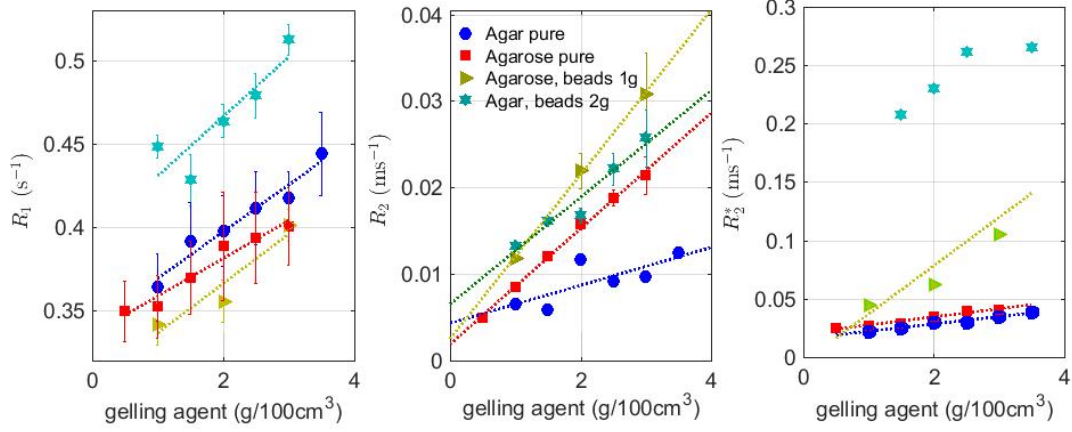 0.5
0.45
0.4
0.35
R1 (s−1)
0 2 4
gelling agent (g/100cm3)
0.04
0.03
0.02
0.01
0
R2 (ms−1)
Agar pure
Agarose pure
Agarose, beads 1g
Agar, beads 2g
0 2 4
gelling agent (g/100cm3)
0.3
0.25
0.2
0.15
0.1
0.05
0
R2* (ms−1)
0 2 4
gelling agent (g/100cm3)